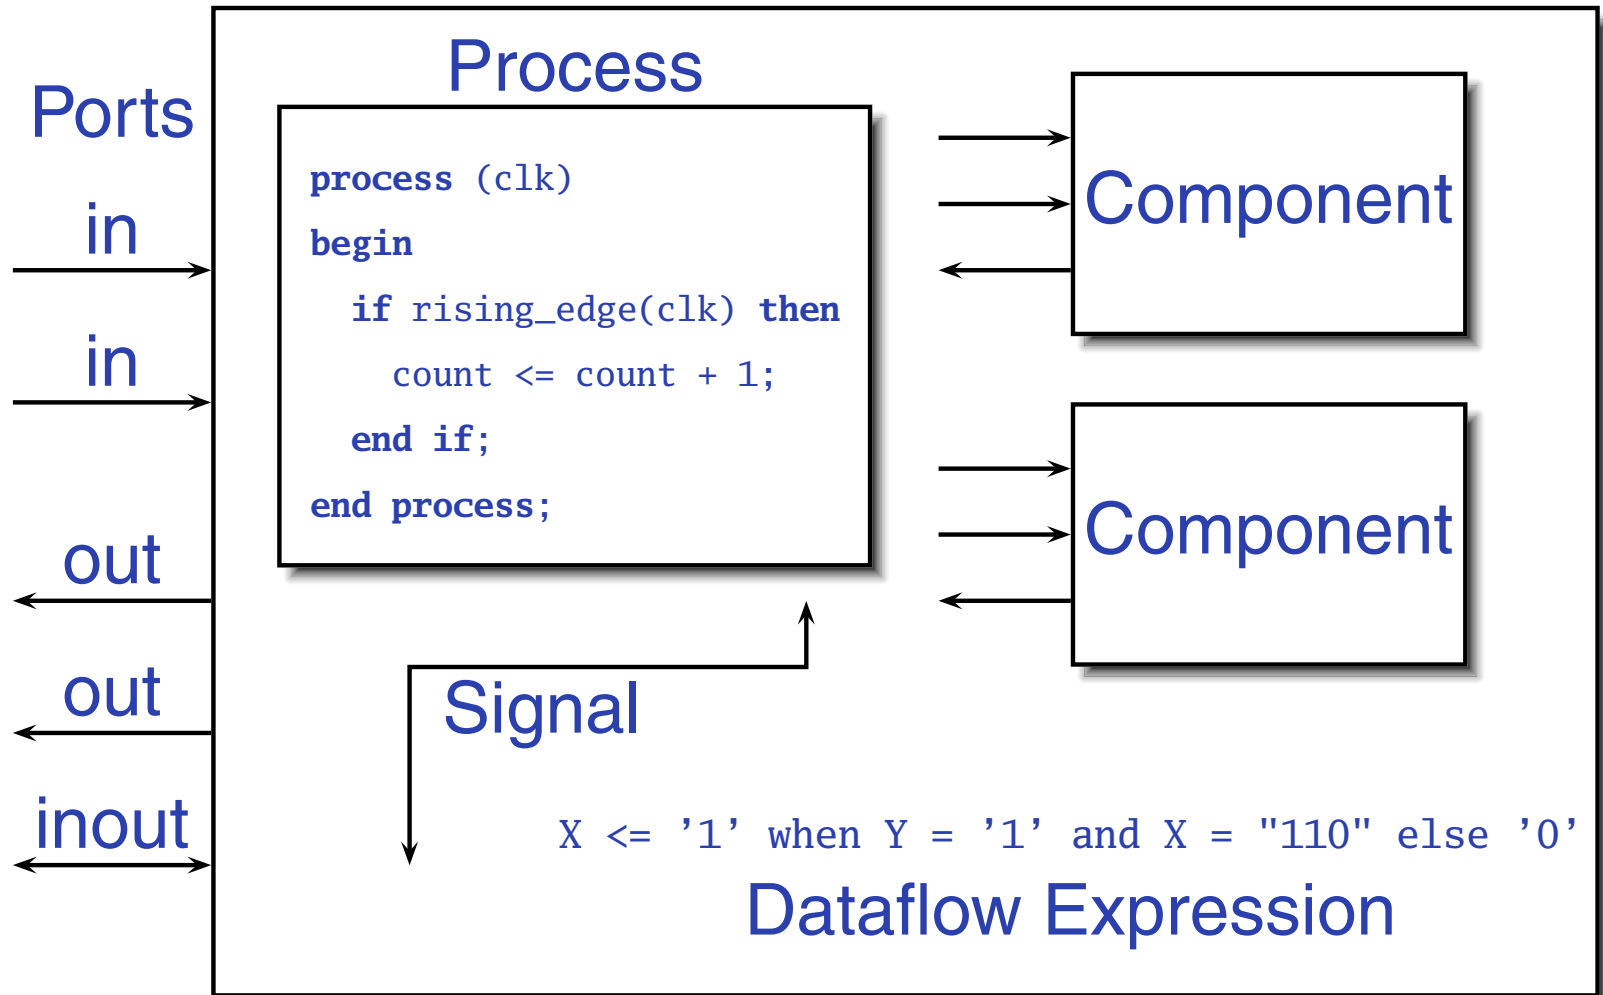 Ports
in
in
out
out
inout
Process
process (clk)
begin
if rising_edge(clk) then
count <= count + 1;
end if;
end process;
Component
Component
Signal
X <= ’1’ when Y = ’1’ and X = "110" else ’0’
Dataflow Expression